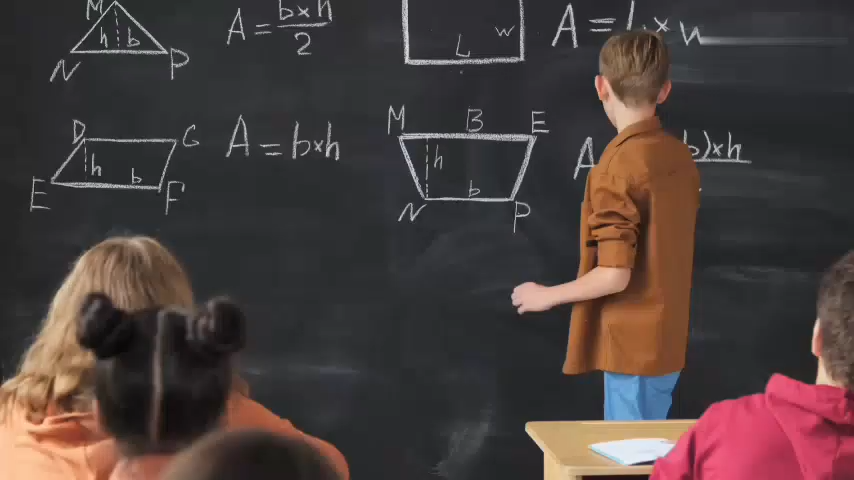 M
h b
N P
A = b×h
2
L w
A = L×w
D G
h b
E F
A = b×h
M B E
h
b
N P
A b)×h